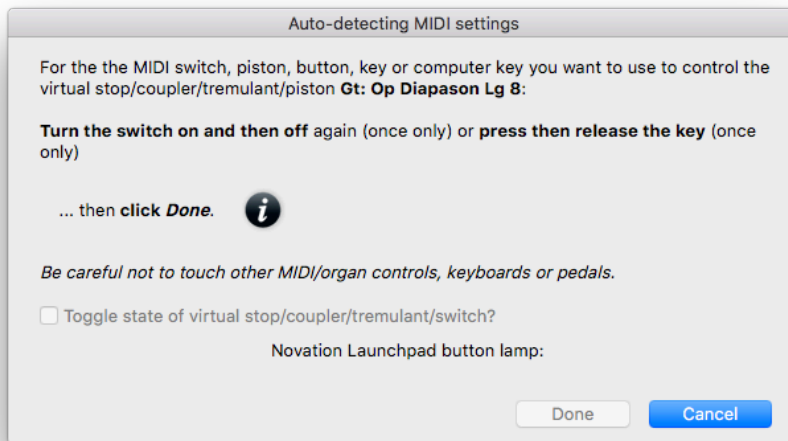 Auto-detecting MIDI settings
For the the MIDI switch, piston, button, key or computer key you want to use to control the
virtual stop/coupler/tremulant/piston Gt: Op Diapason Lg 8:
Turn the switch on and then off again (once only) or press then release the key (once
only)
... then click Done.
Be careful not to touch other MIDI/organ controls, keyboards or pedals.
Toggle state of virtual stop/coupler/tremulant/switch?
Novation Launchpad button lamp:
Done Cancel